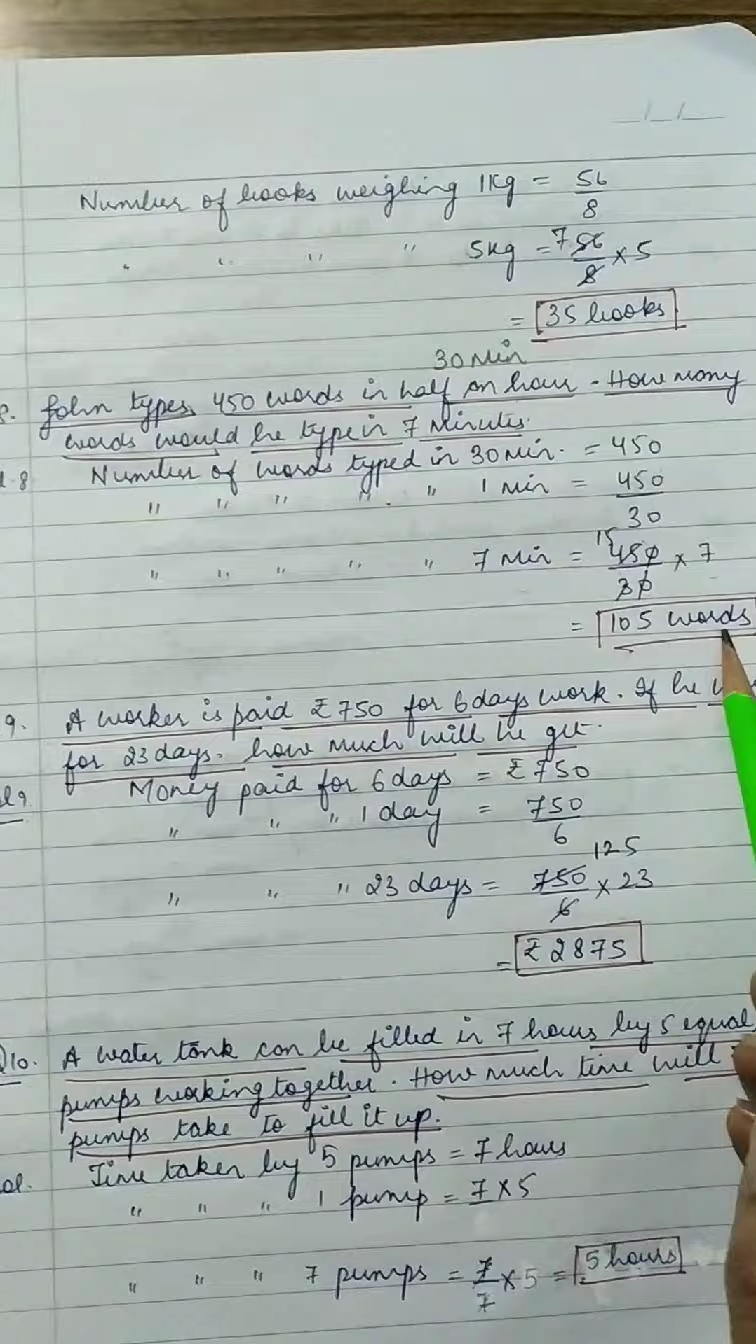 Number of books weighing 1Kg = 56/8
" " " " 5Kg = 7 56/8 × 5
= 35 books
30 Min
8. John types 450 words in half an hour. How many
words would he type in 7 Minutes.
Number of words typed in 30 Min. = 450
" " " " " 1 Min = 450/30
" " " " " 7 Min = 15 450/30 × 7
= 105 words
9. A worker is paid ₹750 for 6 days work. If he
for 23 days. how much will he get.
Money paid for 6 days = ₹750
" " " 1 day = 750/6
125
" " " 23 days = 750/6 × 23
= ₹2875
Q10. A water tank can be filled in 7 hours by 5 equal
pumps working together. How much time will
pumps take to fill it up.
Sol. Time taken by 5 pumps = 7 hours
" " " 1 pump = 7 × 5
" " " 7 pumps = 7/7 × 5 = 5 hours